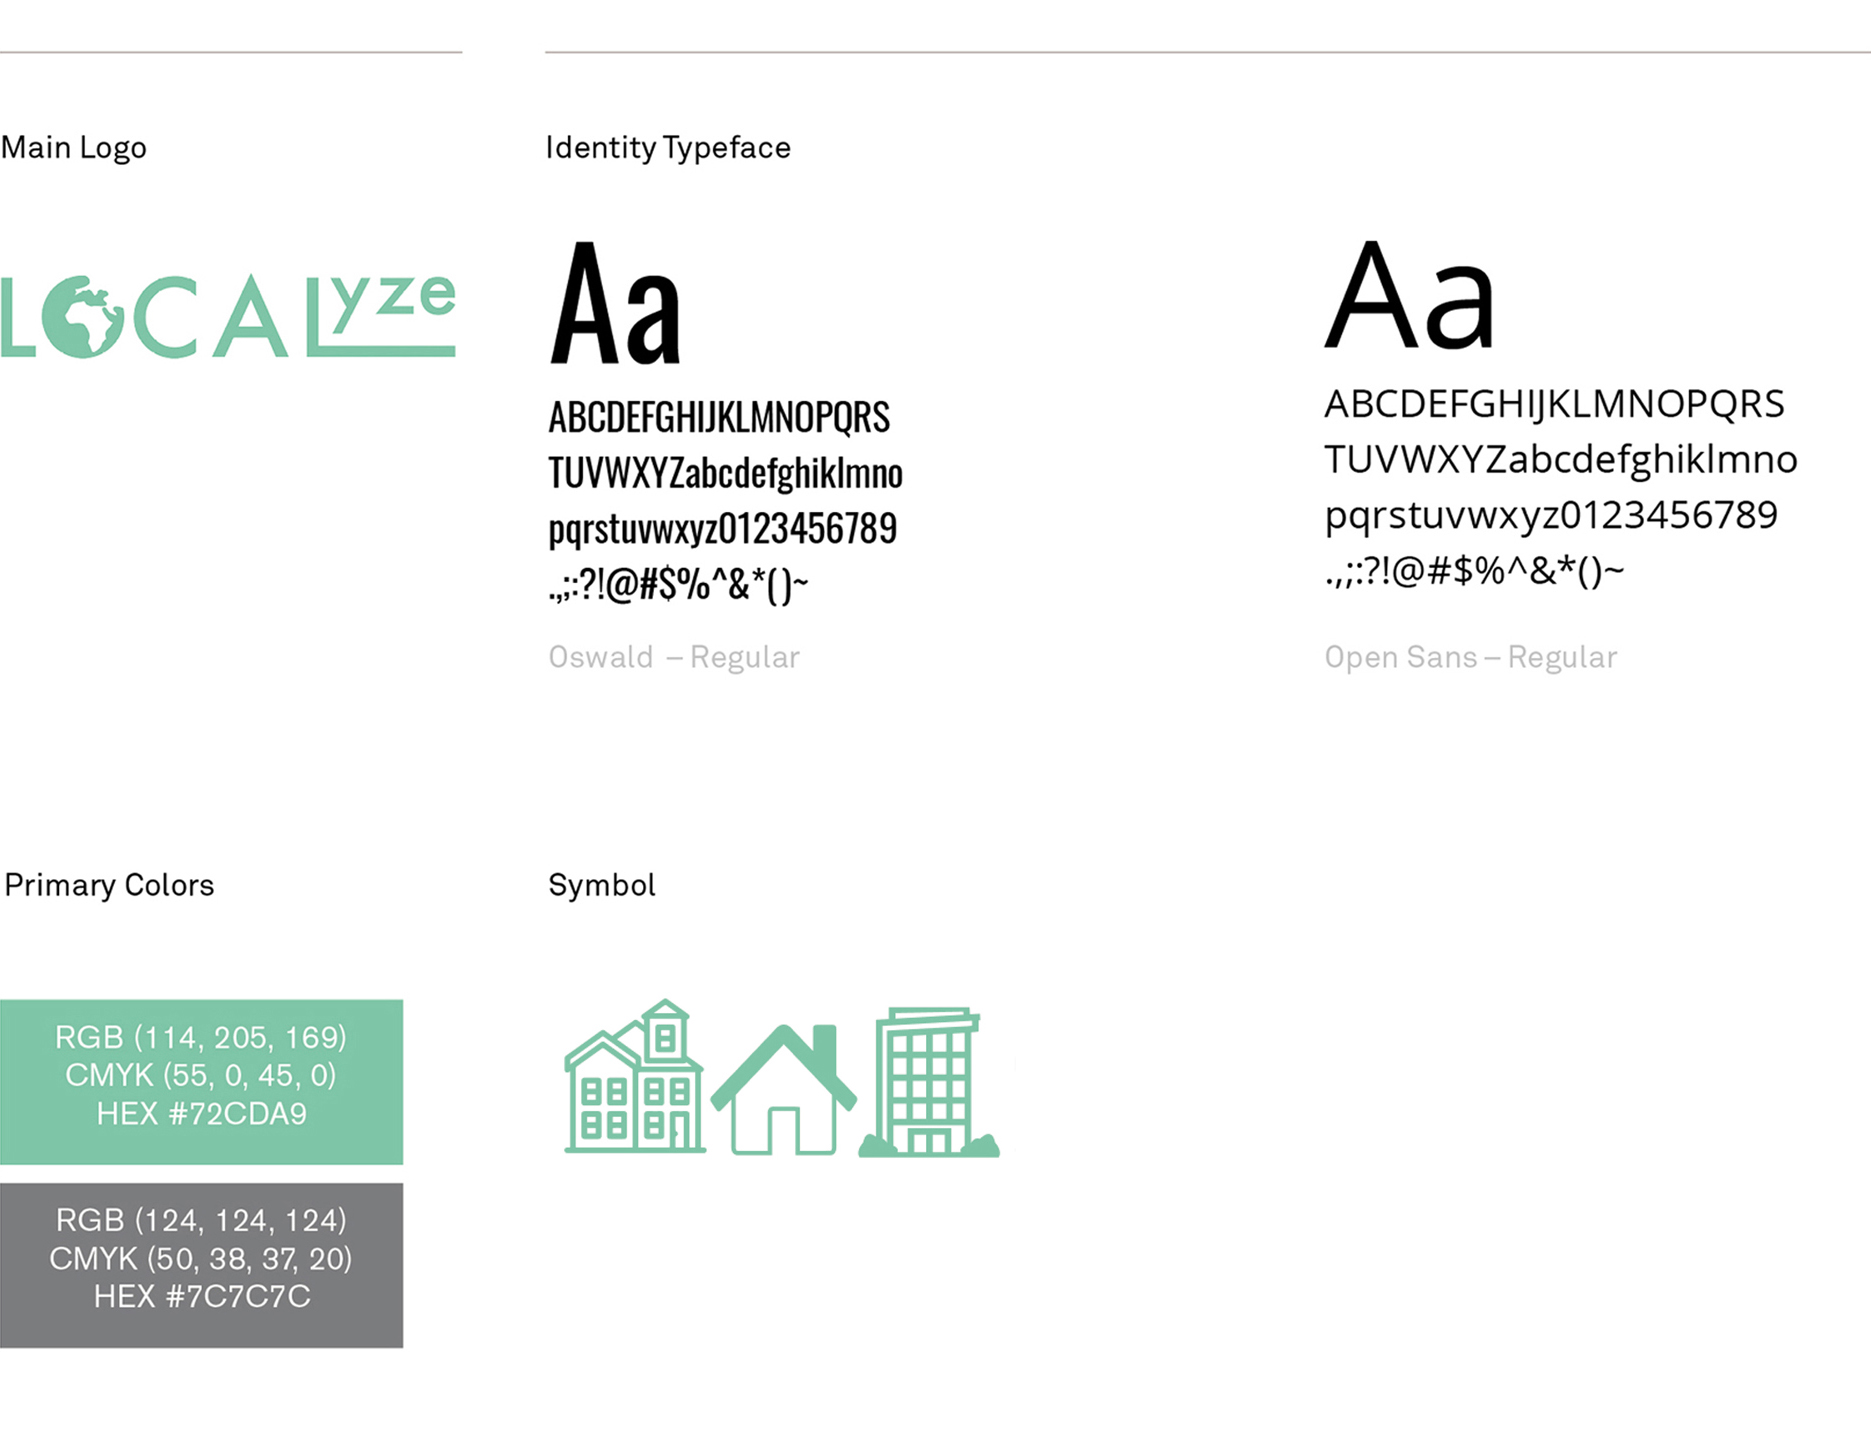 Main Logo
LOCALyze
Identity Typeface
Aa
ABCDEFGHIJKLMNOPQRS
TUVWXYZabcdefghiklmno
pqrstuvwxyz0123456789
.,;:?!@#$%^&*()~
Oswald – Regular
Aa
ABCDEFGHIJKLMNOPQRS
TUVWXYZabcdefghiklmno
pqrstuvwxyz0123456789
.,;:?!@#$%^&*()~
Open Sans – Regular
Primary Colors
RGB (114, 205, 169)
CMYK (55, 0, 45, 0)
HEX #72CDA9
RGB (124, 124, 124)
CMYK (50, 38, 37, 20)
HEX #7C7C7C
Symbol